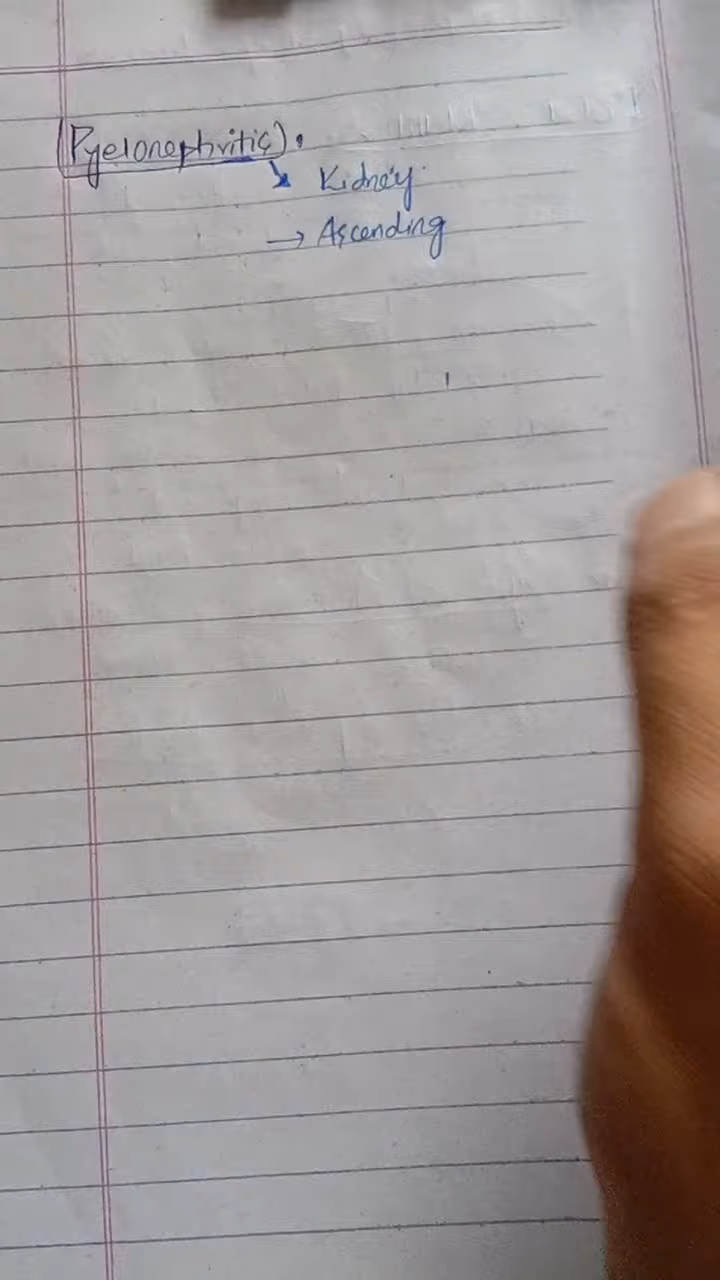 (Pyelonephritis).
↘ Kidney
→ Ascending